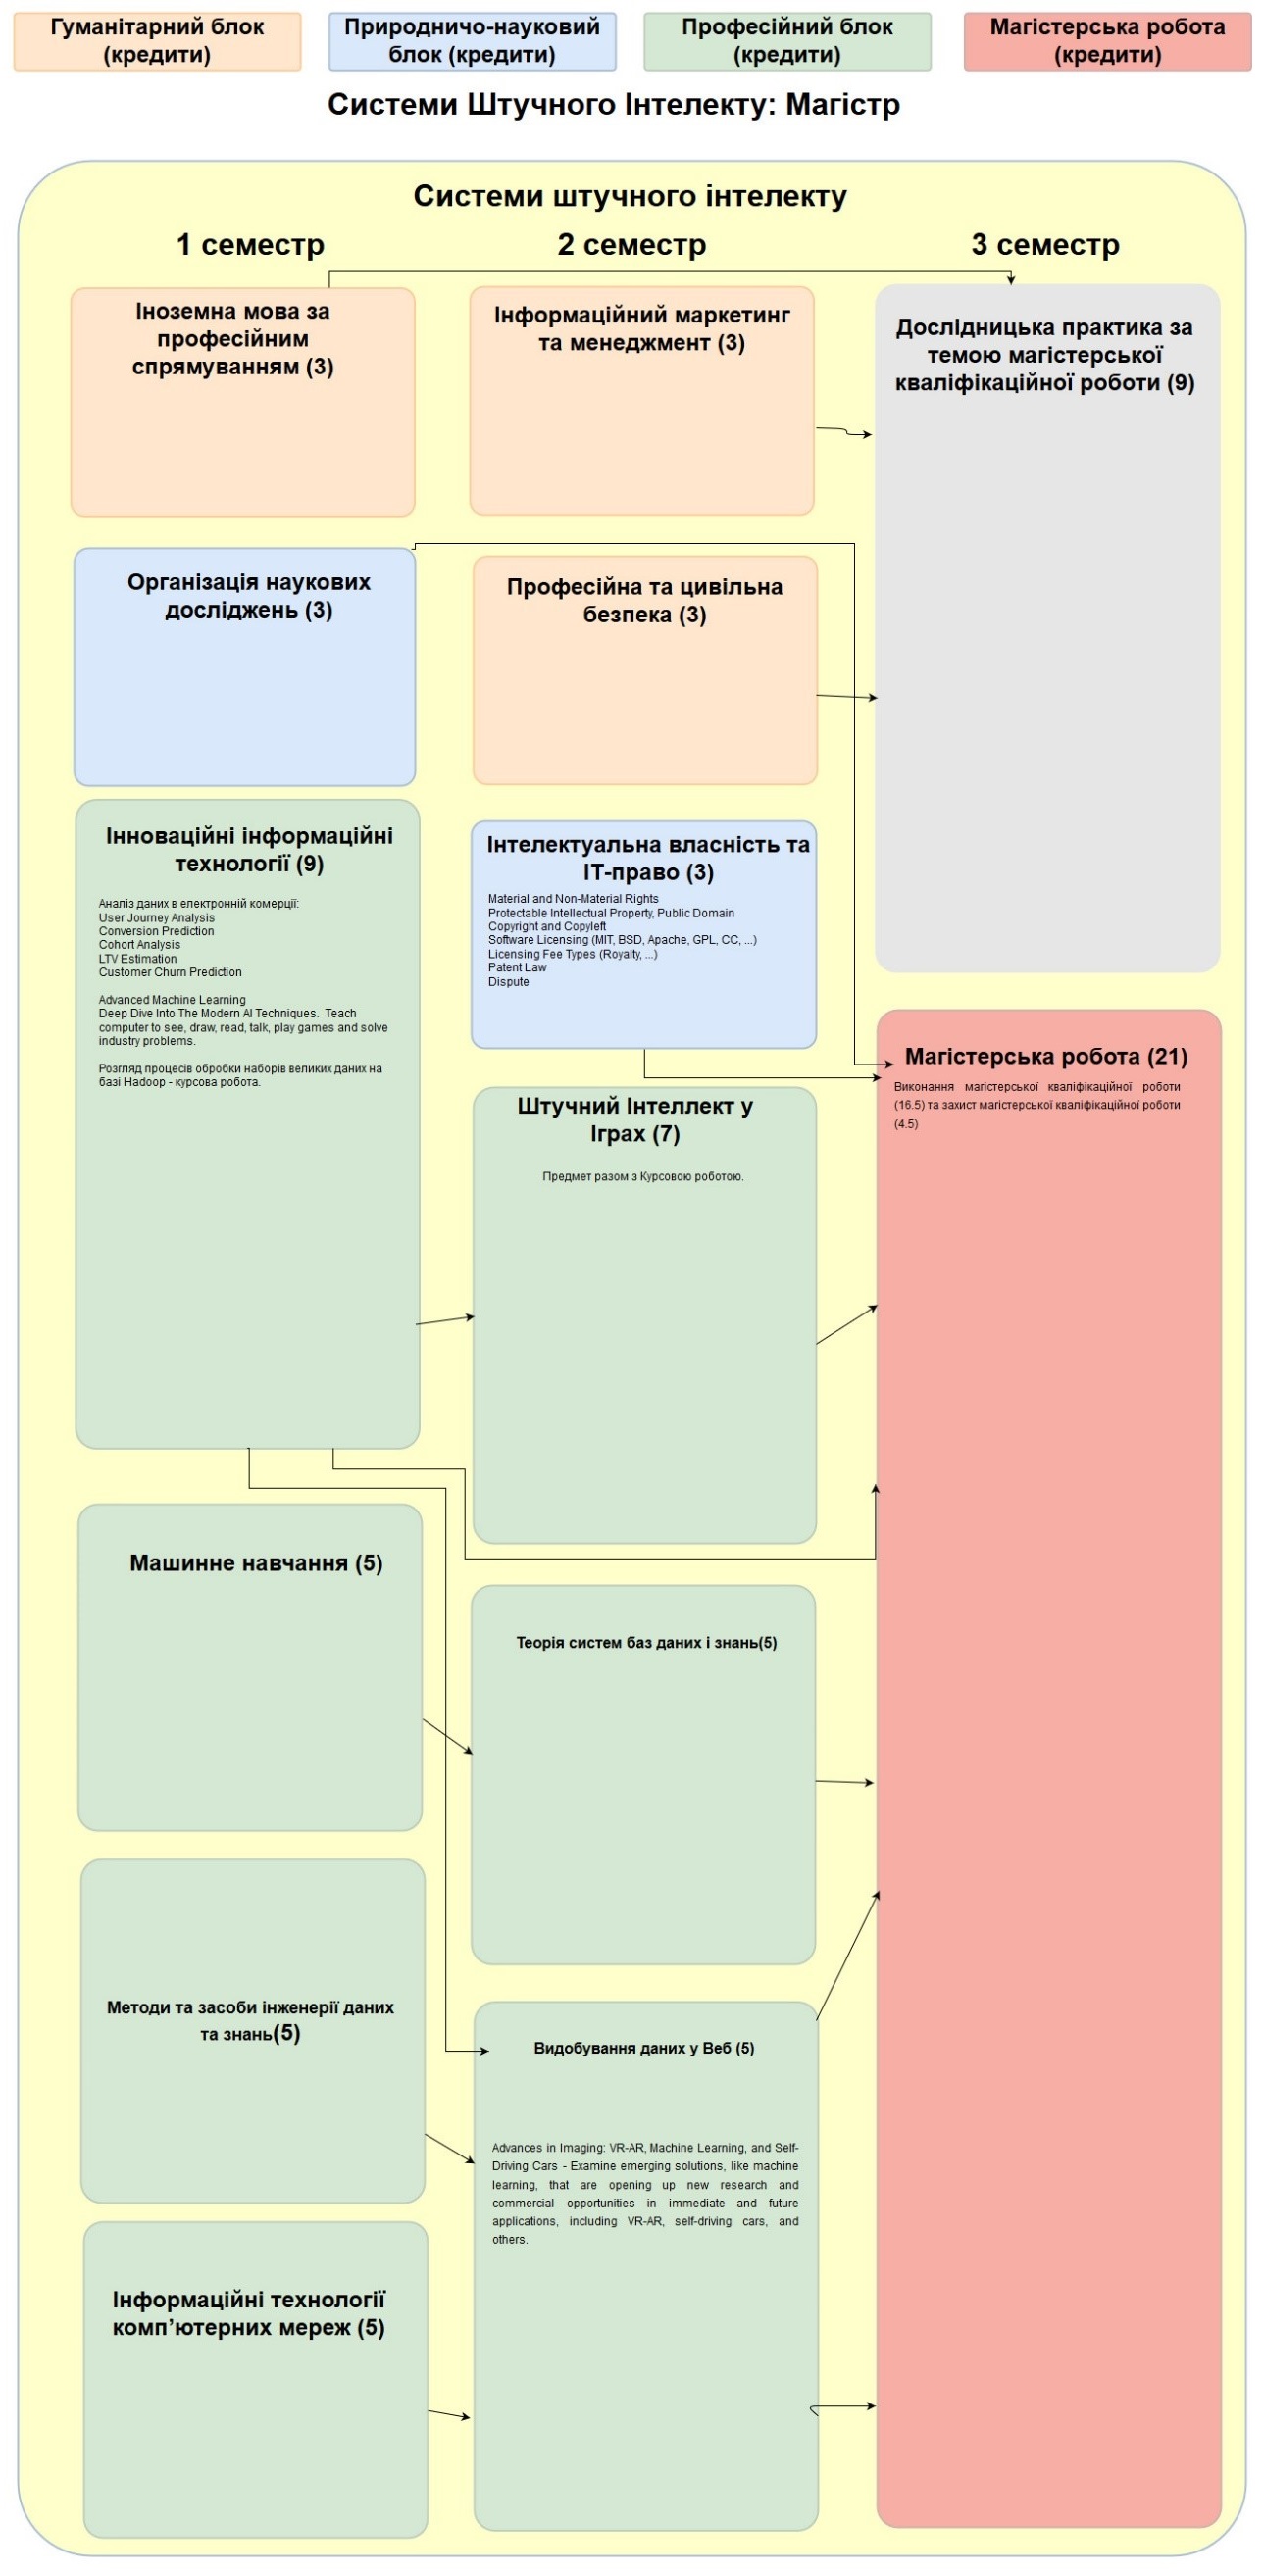 Гуманітарний блок
(кредити)
Природничо-науковий
блок (кредити)
Професійний блок
(кредити)
Магістерська робота
(кредити)
Системи Штучного Інтелекту: Магістр
Системи штучного інтелекту
1 семестр
2 семестр
3 семестр
Іноземна мова за
професійним
спрямуванням (3)
Інформаційний маркетинг
та менеджмент (3)
Дослідницька практика за
темою магістерської
кваліфікаційної роботи (9)
Організація наукових
досліджень (3)
Професійна та цивільна
безпека (3)
Інноваційні інформаційні
технології (9)
Аналіз даних в електронній комерції:
User Journey Analysis
Conversion Prediction
Cohort Analysis
LTV Estimation
Customer Churn Prediction
Advanced Machine Learning
Deep Dive Into The Modern AI Techniques. Teach
computer to see, draw, read, talk, play games and solve
industry problems.
Розгляд процесів обробки наборів великих даних на
базі Hadoop - курсова робота.
Інтелектуальна власність та
ІТ-право (3)
Material and Non-Material Rights
Protectable Intellectual Property, Public Domain
Copyright and Copyleft
Software Licensing (MIT, BSD, Apache, GPL, CC, ...)
Licensing Fee Types (Royalty, ...)
Patent Law
Dispute
Магістерська робота (21)
Виконання магістерської кваліфікаційної роботи
(16.5) та захист магістерської кваліфікаційної роботи
(4.5)
Штучний Інтеллект у
Іграх (7)
Предмет разом з Курсовою роботою.
Машинне навчання (5)
Теорія систем баз даних і знань(5)
Методи та засоби інженерії даних
та знань(5)
Видобування даних у Веб (5)
Advances in Imaging: VR-AR, Machine Learning, and Self-
Driving Cars - Examine emerging solutions, like machine
learning, that are opening up new research and
commercial opportunities in immediate and future
applications, including VR-AR, self-driving cars, and
others.
Інформаційні технології
комп’ютерних мереж (5)